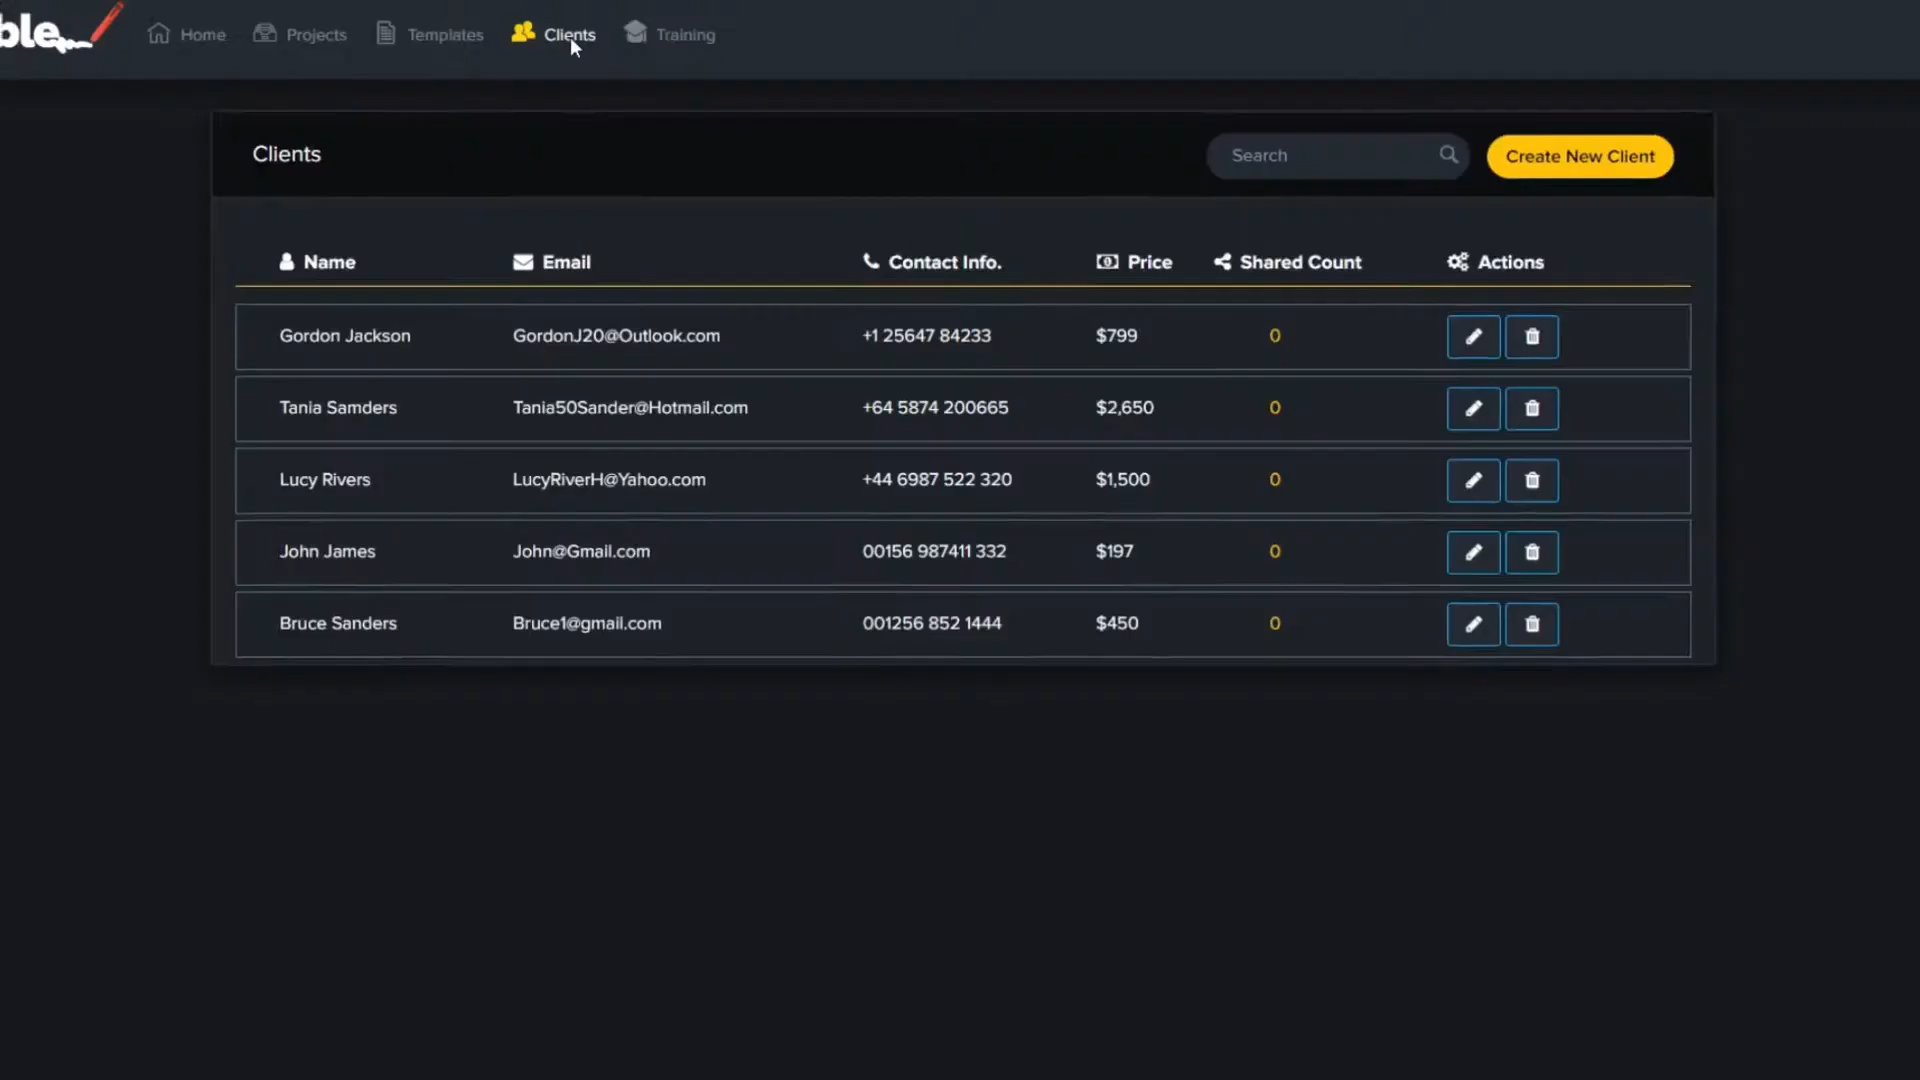 ble
Home Projects Templates Clients Training
Clients Search Create New Client
Name Email Contact Info. Price Shared Count Actions
Gordon Jackson GordonJ20@Outlook.com +1 25647 84233 $799 0
Tania Samders Tania50Sander@Hotmail.com +64 5874 200665 $2,650 0
Lucy Rivers LucyRiverH@Yahoo.com +44 6987 522 320 $1,500 0
John James John@Gmail.com 00156 987411 332 $197 0
Bruce Sanders Bruce1@gmail.com 001256 852 1444 $450 0